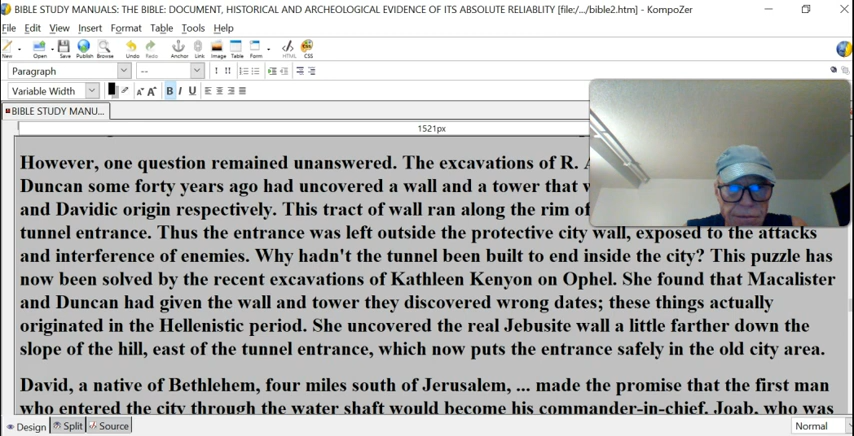 BIBLE STUDY MANUALS: THE BIBLE: DOCUMENT, HISTORICAL AND ARCHEOLOGICAL EVIDENCE OF ITS ABSOLUTE RELIABLITY [file:/.../bible2.htm] - KompoZer
File Edit View Insert Format Table Tools Help
New Open Save Publish Browse Undo Redo Anchor Link Image Table Form HTML CSS
Paragraph --
Variable Width B I U
BIBLE STUDY MANU...
1521px
However, one question remained unanswered. The excavations of R.
Duncan some forty years ago had uncovered a wall and a tower that
and Davidic origin respectively. This tract of wall ran along the rim of
tunnel entrance. Thus the entrance was left outside the protective city wall, exposed to the attacks
and interference of enemies. Why hadn't the tunnel been built to end inside the city? This puzzle has
now been solved by the recent excavations of Kathleen Kenyon on Ophel. She found that Macalister
and Duncan had given the wall and tower they discovered wrong dates; these things actually
originated in the Hellenistic period. She uncovered the real Jebusite wall a little farther down the
slope of the hill, east of the tunnel entrance, which now puts the entrance safely in the old city area.
David, a native of Bethlehem, four miles south of Jerusalem, ... made the promise that the first man
who entered the city through the water shaft would become his commander-in-chief. Joab, who was
Design Split Source Normal